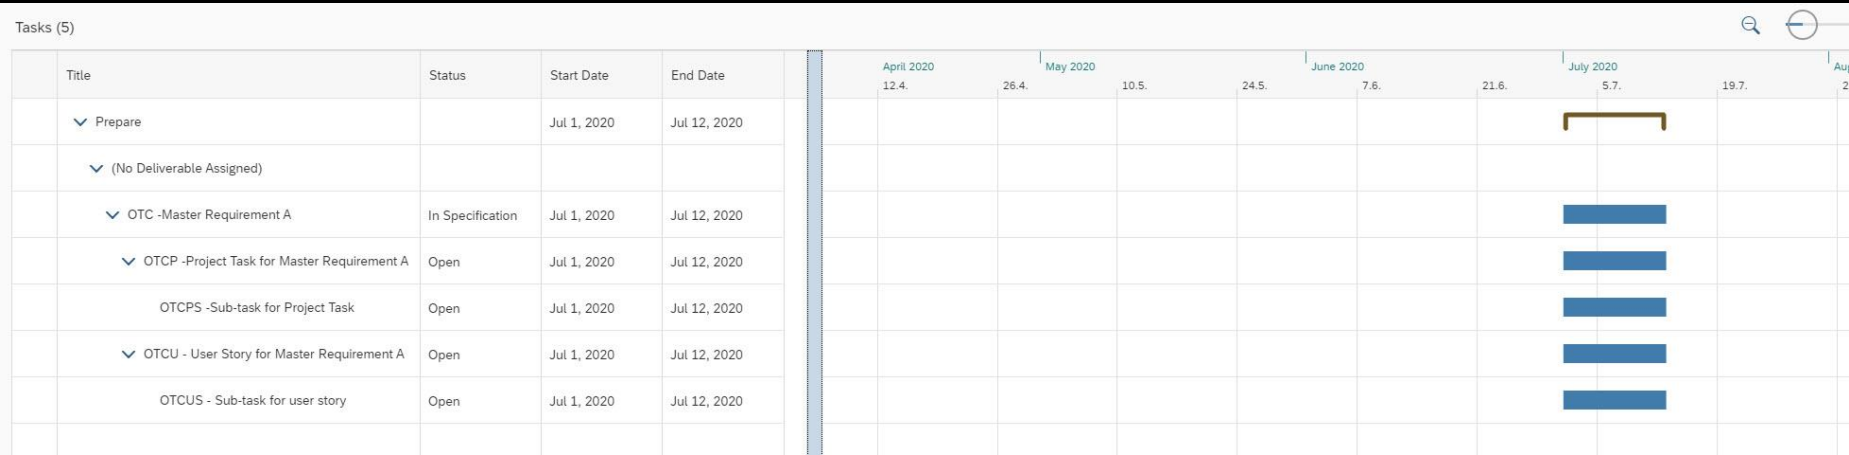 Tasks (5)
Title Status Start Date End Date
April 2020 May 2020 June 2020 July 2020
12.4. 26.4. 10.5. 24.5. 7.6. 21.6. 5.7. 19.7.
Prepare Jul 1, 2020 Jul 12, 2020
(No Deliverable Assigned)
OTC -Master Requirement A In Specification Jul 1, 2020 Jul 12, 2020
OTCP -Project Task for Master Requirement A Open Jul 1, 2020 Jul 12, 2020
OTCPS -Sub-task for Project Task Open Jul 1, 2020 Jul 12, 2020
OTCU - User Story for Master Requirement A Open Jul 1, 2020 Jul 12, 2020
OTCUS - Sub-task for user story Open Jul 1, 2020 Jul 12, 2020